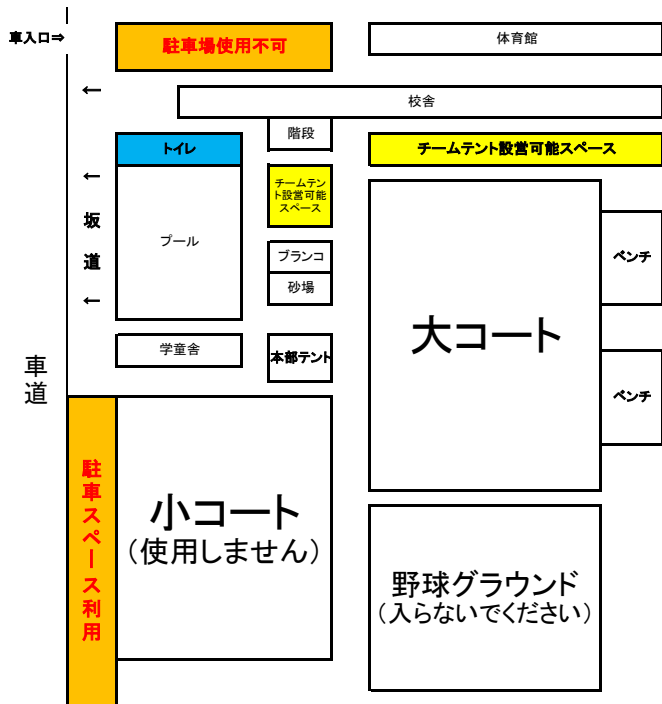 車入口⇒
駐車場使用不可
体育館
←
校舎
階段
トイレ
チームテント設営可能スペース
←
チームテン
ト設営可能
スペース
坂
道
←
プール
ブランコ
砂場
ベンチ
大コート
学童舎
本部テント
ベンチ
車
道
駐
車
ス
ペ
ー
ス
利
用
小コート
（使用しません）
野球グラウンド
（入らないでください）